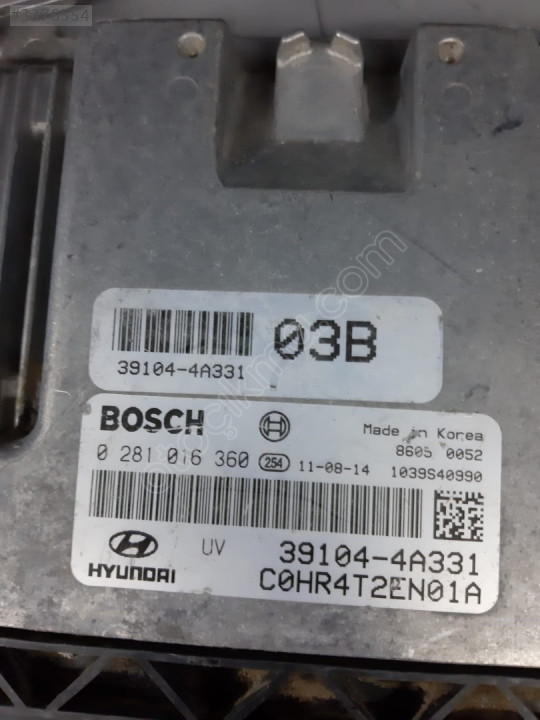 03B
39104-4A331
BOSCH
Made in Korea
0 281 016 360 254 11-08-14
8605 0052
1039S40990
UV
39104-4A331
HYUNDAI
C0HR4T2EN01A